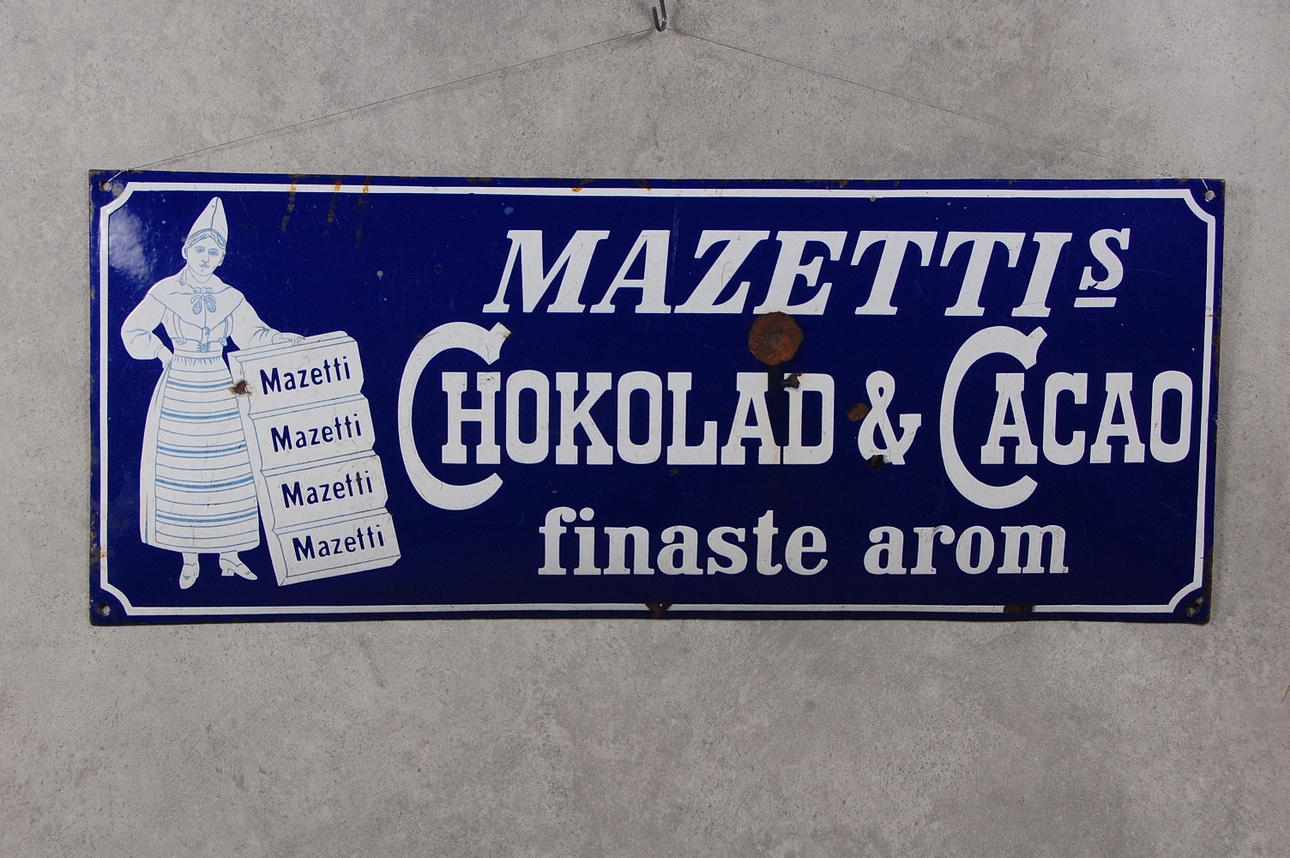 MAZETTIs
CHOKOLAD & CACAO
finaste arom
Mazetti
Mazetti
Mazetti
Mazetti